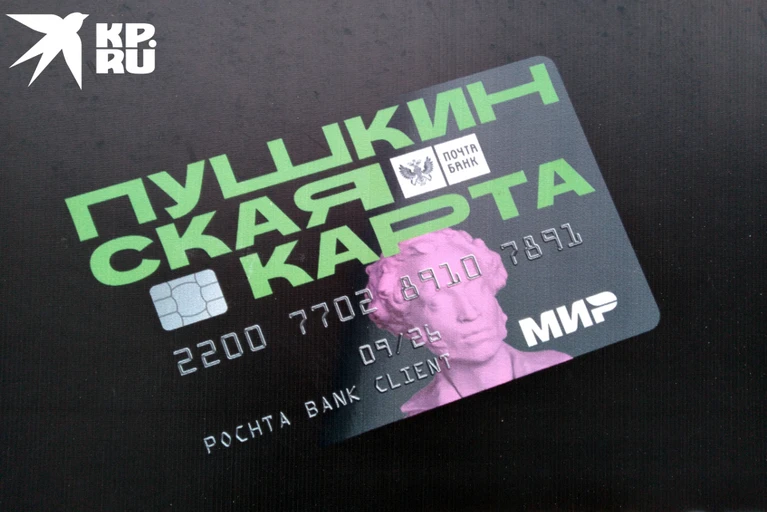 KP.
RU
ПУШКИН
СКАЯ
ПОЧТА
БАНК
КАРТА
2200 7702 8910 7891
09/26
POCHTA BANK CLIENT
МИР